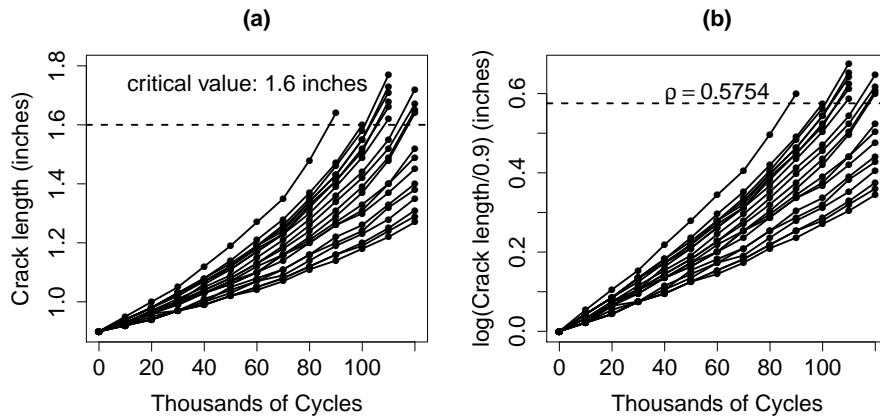 (a)
critical value: 1.6 inches
Crack length (inches)
1.0
1.2
1.4
1.6
1.8
0
20
40
60
80
100
Thousands of Cycles
(b)
ρ = 0.5754
log(Crack length/0.9) (inches)
0.0
0.2
0.4
0.6
0
20
40
60
80
100
Thousands of Cycles